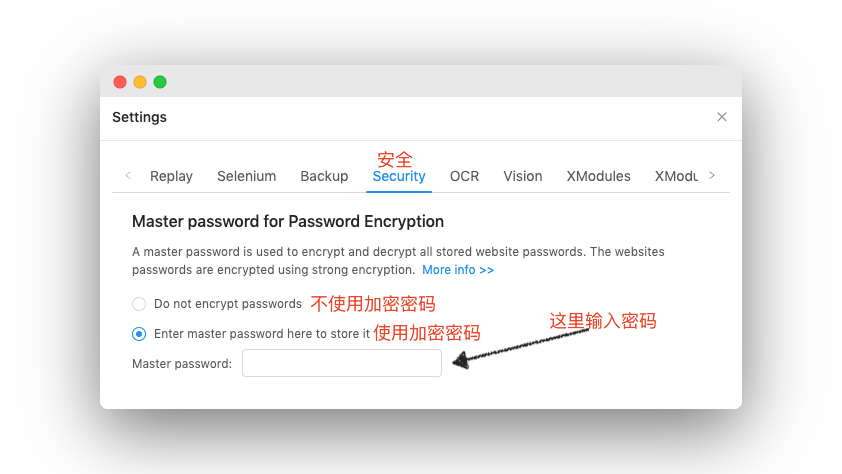 Settings
安全
Replay Selenium Backup Security OCR Vision XModules XModu
Master password for Password Encryption
A master password is used to encrypt and decrypt all stored website passwords. The websites
passwords are encrypted using strong encryption. More info >>
Do not encrypt passwords 不使用加密密码
这里输入密码
Enter master password here to store it 使用加密密码
Master password: